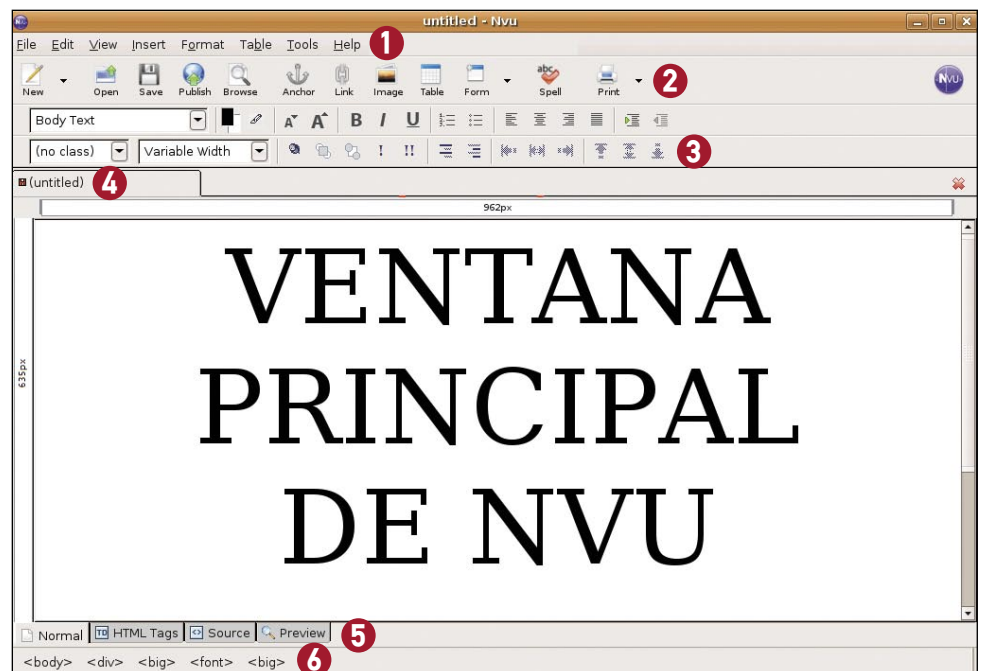 untitled - Nvu
File Edit View Insert Format Table Tools Help 1
New Open Save Publish Browse Anchor Link Image Table Form Spell Print 2 NVU
Body Text A A B I U
(no class) Variable Width ! !! 3
(untitled) 4
962px
635px
VENTANA
PRINCIPAL
DE NVU
Normal HTML Tags Source Preview 5
<body> <div> <big> <font> <big> 6